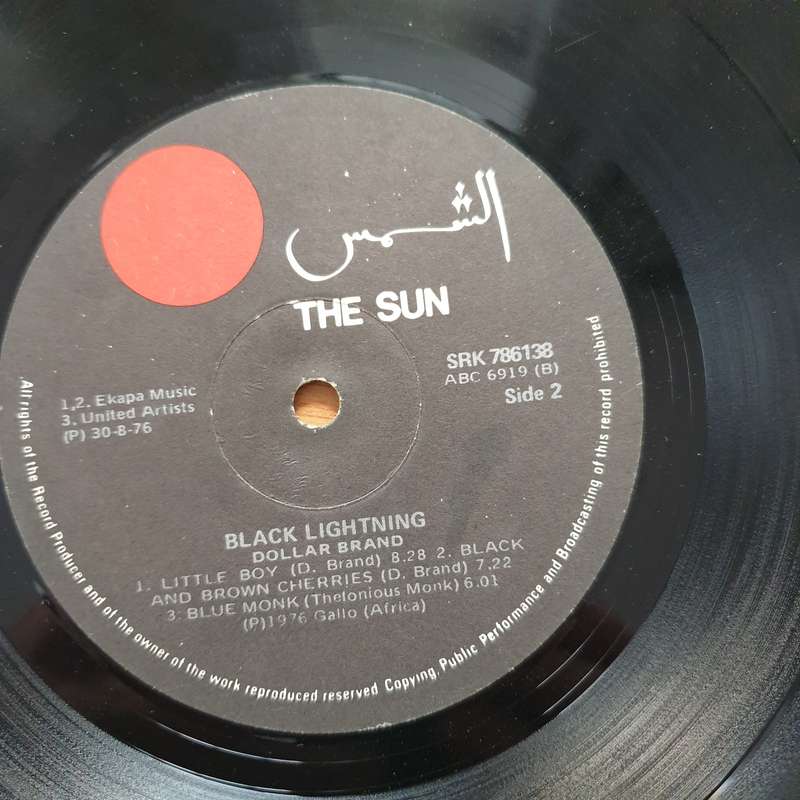 الشمس
THE SUN
SRK 786138
ABC 6919 (B)
Side 2
1,2. Ekapa Music
3. United Artists
(P) 30-8-76
BLACK LIGHTNING
DOLLAR BRAND
1. LITTLE BOY (D. Brand) 8.28 2. BLACK
AND BROWN CHERRIES (D. Brand) 7.22
3: BLUE MONK (Thelonious Monk) 6.01
(P)1976 Gallo (Africa)
All rights of the Record Producer and of the owner of the work reproduced reserved Copying, Public Performance and Broadcasting of this record prohibited